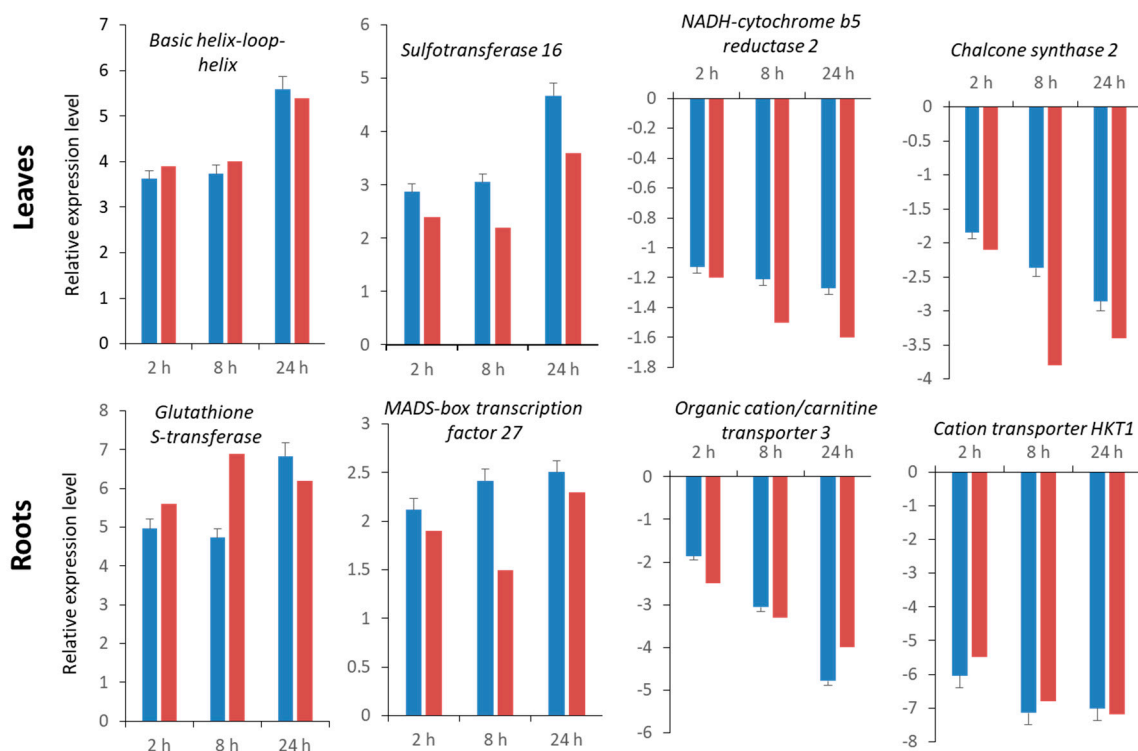 Leaves
Relative expression level
Basic helix-loop-
helix
7
6
5
4
3
2
1
0
2 h 8 h 24 h
Sulfotransferase 16
6
5
4
3
2
1
0
2 h 8 h 24 h
NADH-cytochrome b5
reductase 2
2 h 8 h 24 h
0
-0.2
-0.4
-0.6
-0.8
-1
-1.2
-1.4
-1.6
-1.8
Chalcone synthase 2
2 h 8 h 24 h
0
-0.5
-1
-1.5
-2
-2.5
-3
-3.5
-4
Roots
Relative expression level
Glutathione
S-transferase
8
7
6
5
4
3
2
1
0
2 h 8 h 24 h
MADS-box transcription
factor 27
3
2.5
2
1.5
1
0.5
0
2 h 8 h 24 h
Organic cation/carnitine
transporter 3
2 h 8 h 24 h
0
-1
-2
-3
-4
-5
-6
Cation transporter HKT1
2 h 8 h 24 h
0
-1
-2
-3
-4
-5
-6
-7
-8